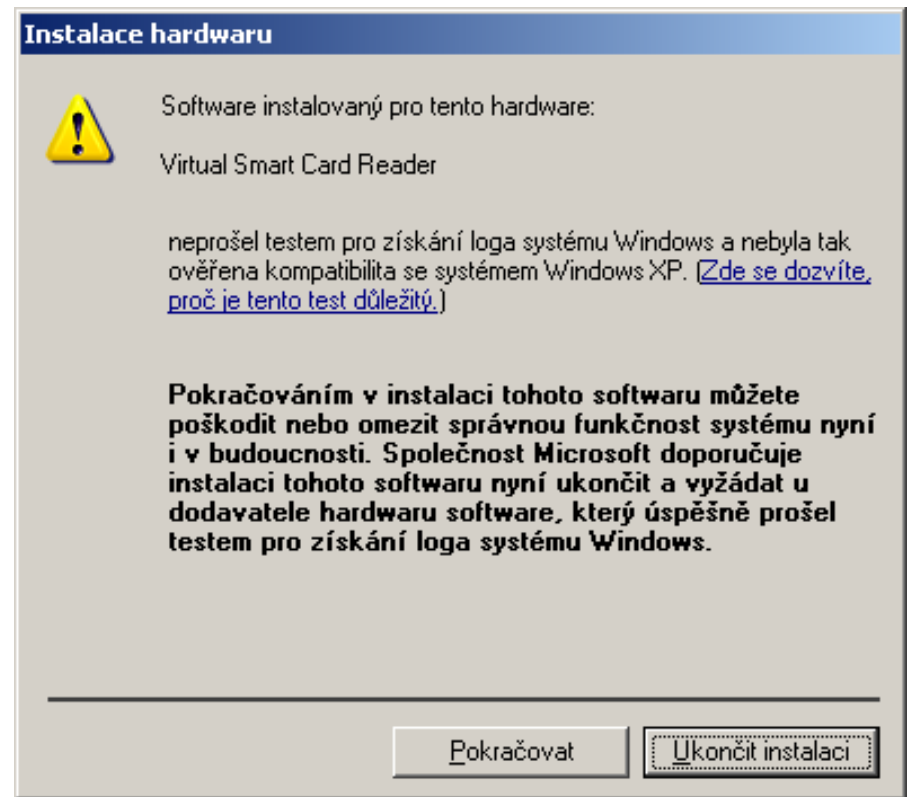 Instalace hardwaru
Software instalovaný pro tento hardware:
Virtual Smart Card Reader
neprošel testem pro získání loga systému Windows a nebyla tak
ověřena kompatibilita se systémem Windows XP. (Zde se dozvíte,
proč je tento test důležitý.)
Pokračováním v instalaci tohoto softwaru můžete
poškodit nebo omezit správnou funkčnost systému nyní
i v budoucnosti. Společnost Microsoft doporučuje
instalaci tohoto softwaru nyní ukončit a vyžádat u
dodavatele hardwaru software, který úspěšně prošel
testem pro získání loga systému Windows.
Pokračovat
Ukončit instalaci